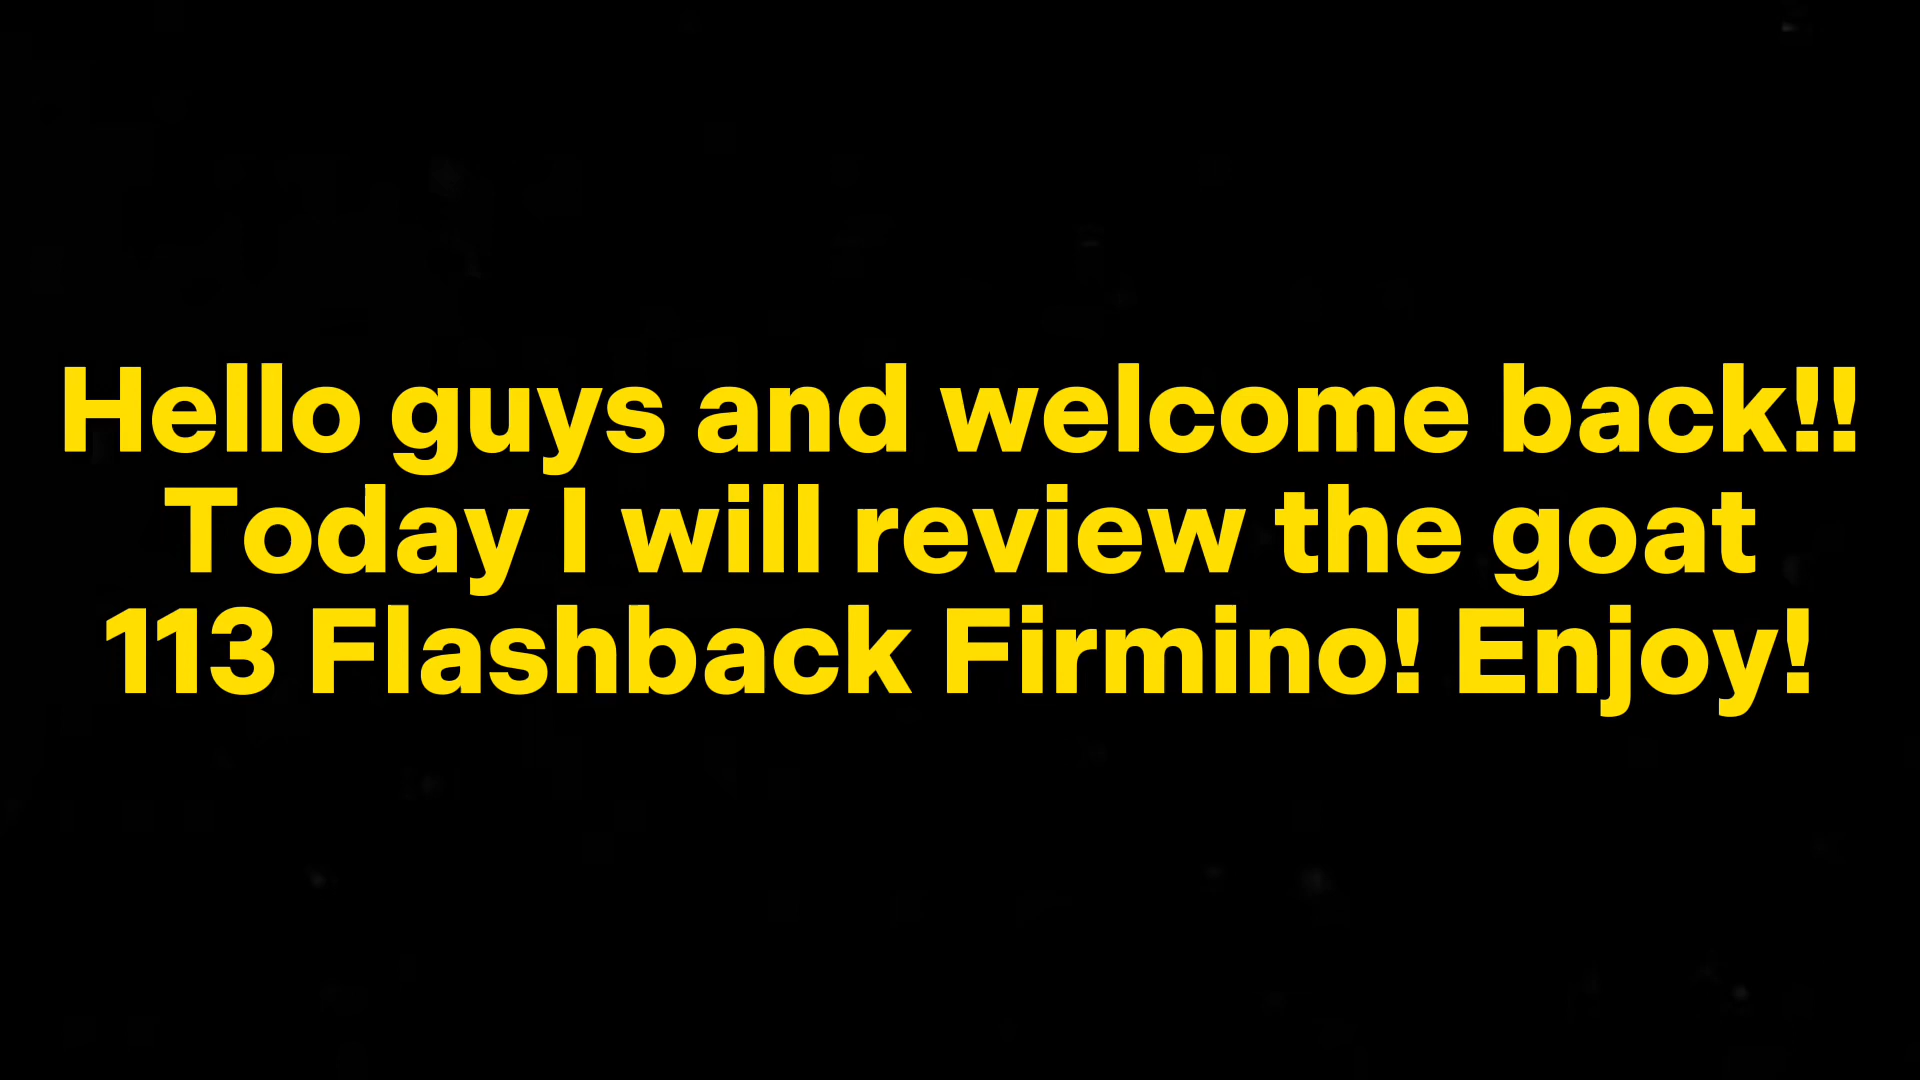 Hello guys and welcome back!!
Today I will review the goat
113 Flashback Firmino! Enjoy!